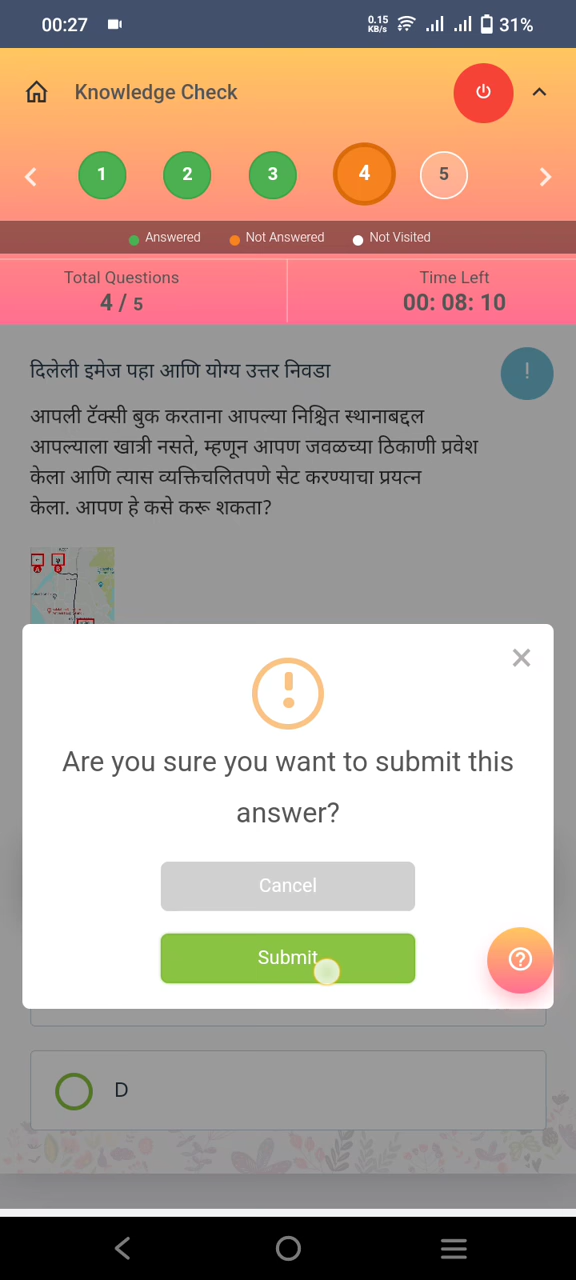 00:27
0.15
KB/s
31%
Knowledge Check
1
2
3
4
5
Answered
Not Answered
Not Visited
Total Questions
Time Left
4 / 5
00: 08: 10
दिलेली इमेज पहा आणि योग्य उत्तर निवडा
!
आपली टॅक्सी बुक करताना आपल्या निश्चित स्थानाबद्दल
आपल्याला खात्री नसते, म्हणून आपण जवळच्या ठिकाणी प्रवेश
केला आणि त्यास व्यक्तिचलितपणे सेट करण्याचा प्रयत्न
केला. आपण हे कसे करू शकता?
A
B
Are you sure you want to submit this
answer?
Cancel
Submit
D